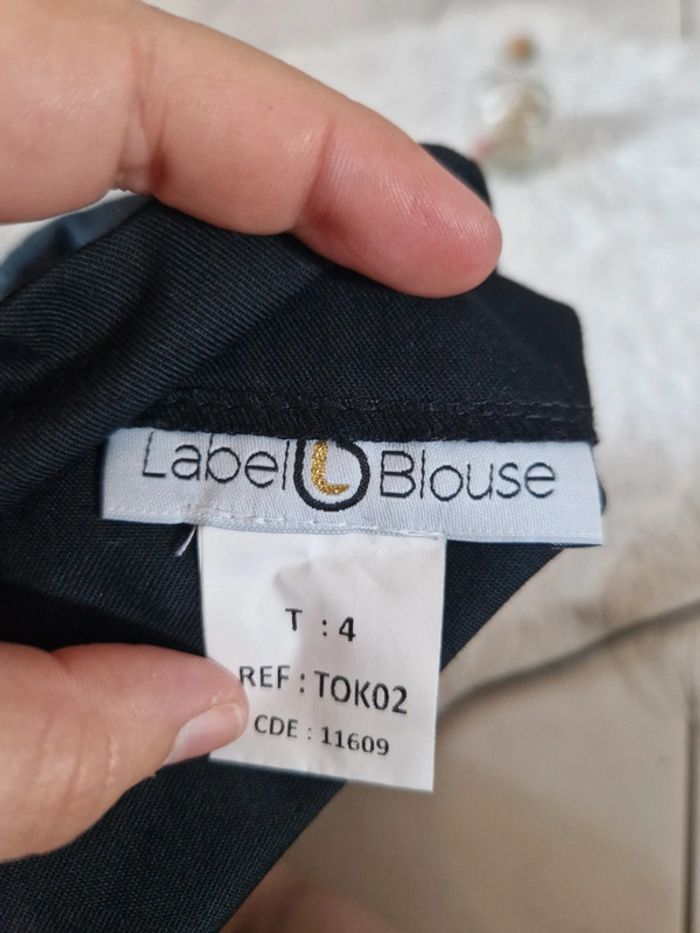 Label Blouse
T : 4
REF : TOK02
CDE : 11609